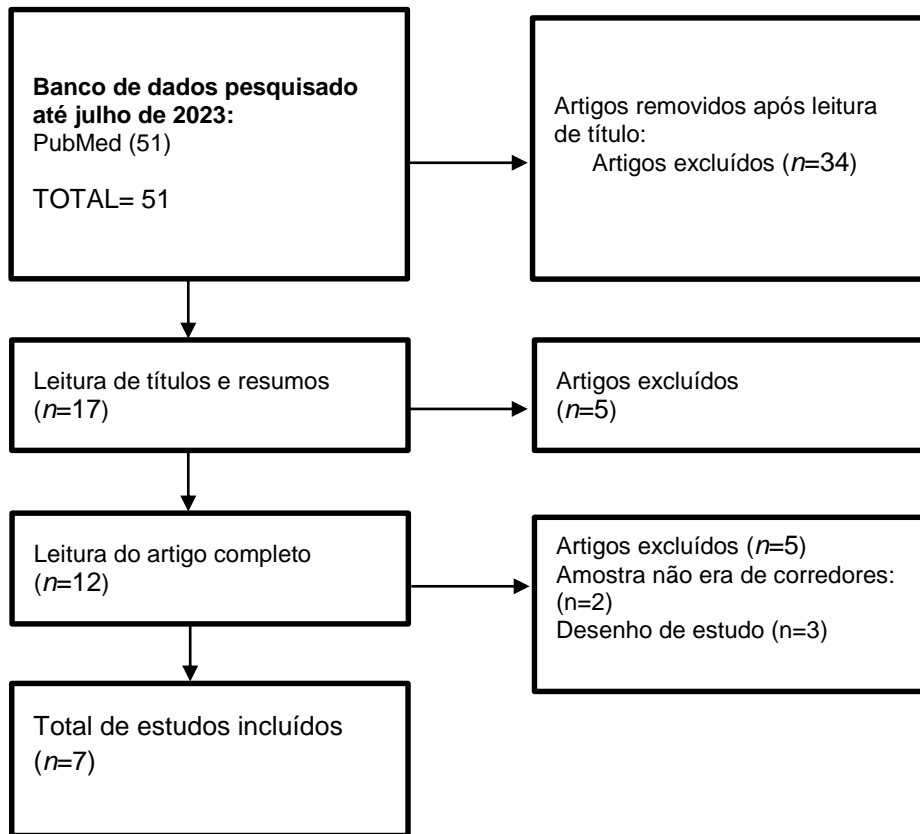 Banco de dados pesquisado
até julho de 2023:
PubMed (51)
TOTAL= 51
Artigos removidos após leitura
de título:
Artigos excluídos (n=34)
Leitura de títulos e resumos
(n=17)
Artigos excluídos
(n=5)
Leitura do artigo completo
(n=12)
Artigos excluídos (n=5)
Amostra não era de corredores:
(n=2)
Desenho de estudo (n=3)
Total de estudos incluídos
(n=7)